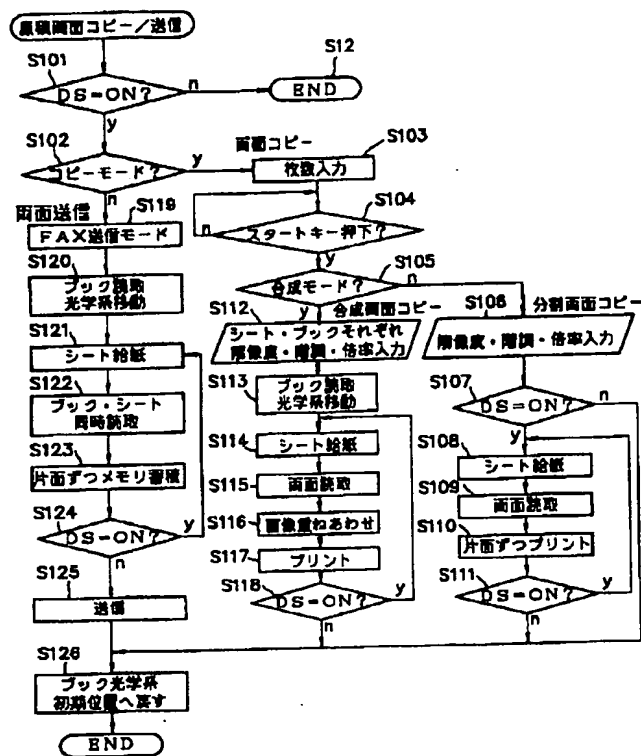 原稿両面コピー／送信
S101
DS=ON?
n
S12
END
y
S102
コピーモード?
y
両面コピー
S103
枚数入力
n
S104
スタートキー押下?
n
y
S105
合成モード?
n
y
両面送信
S119
FAX送信モード
S120
ブック読取
光学系移動
S121
シート給紙
S122
ブック・シート
同時読取
S123
片面ずつメモリ蓄積
S124
DS=ON?
y
n
S125
送信
S126
ブック光学系
初期位置へ戻す
END
S112
合成両面コピー
シート・ブックそれぞれ
解像度・階調・倍率入力
S113
ブック読取
光学系移動
S114
シート給紙
S115
両面読取
S116
画像重ねあわせ
S117
プリント
S118
DS=ON?
y
n
分割両面コピー
S106
解像度・階調・倍率入力
S107
DS=ON?
n
y
S108
シート給紙
S109
両面読取
S110
片面ずつプリント
S111
DS=ON?
y
n